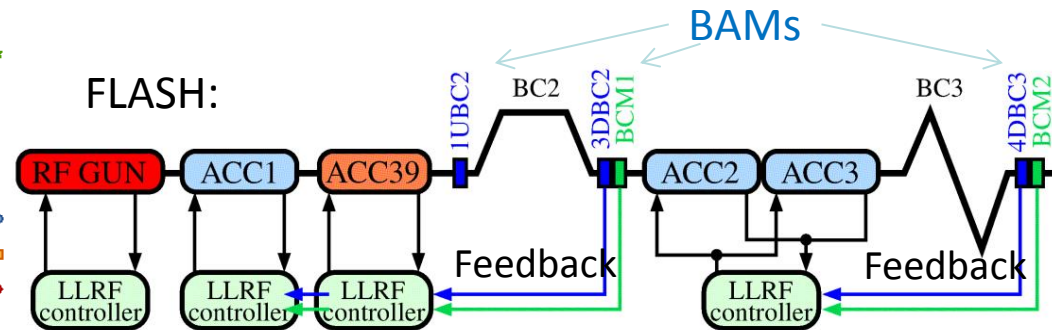 BAMs
FLASH:
1UBC2
BC2
3DBC2
BCM1
BC3
4DBC3
BCM2
RF GUN
ACC1
ACC39
ACC2
ACC3
Feedback
Feedback
LLRF
controller
LLRF
controller
LLRF
controller
LLRF
controller